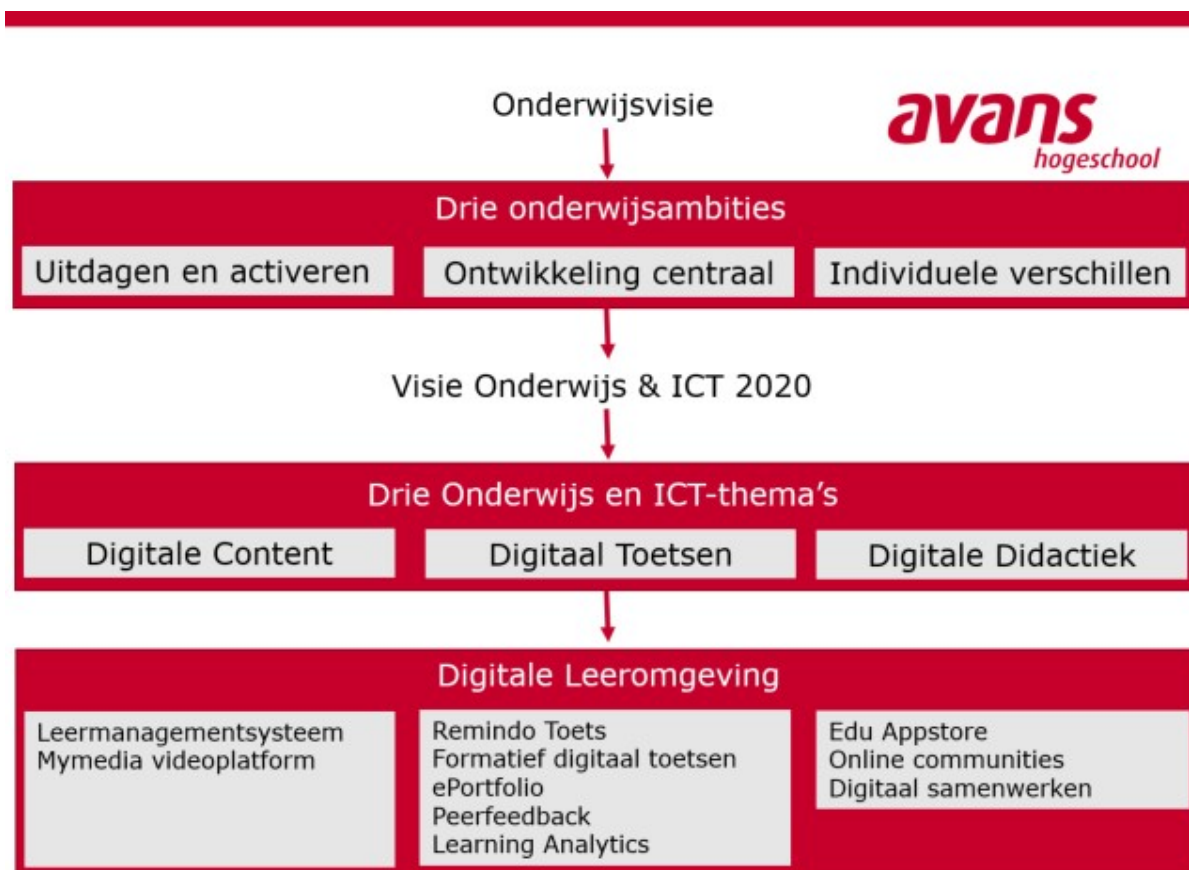 Onderwijsvisie
avans
hogeschool
Drie onderwijsambities
Uitdagen en activeren
Ontwikkeling centraal
Individuele verschillen
Visie Onderwijs & ICT 2020
Drie Onderwijs en ICT-thema's
Digitale Content
Digitaal Toetsen
Digitale Didactiek
Digitale Leeromgeving
Leermanagementsysteem
Mymedia videoplatform
Remindo Toets
Formatief digitaal toetsen
ePortfolio
Peerfeedback
Learning Analytics
Edu Appstore
Online communities
Digitaal samenwerken